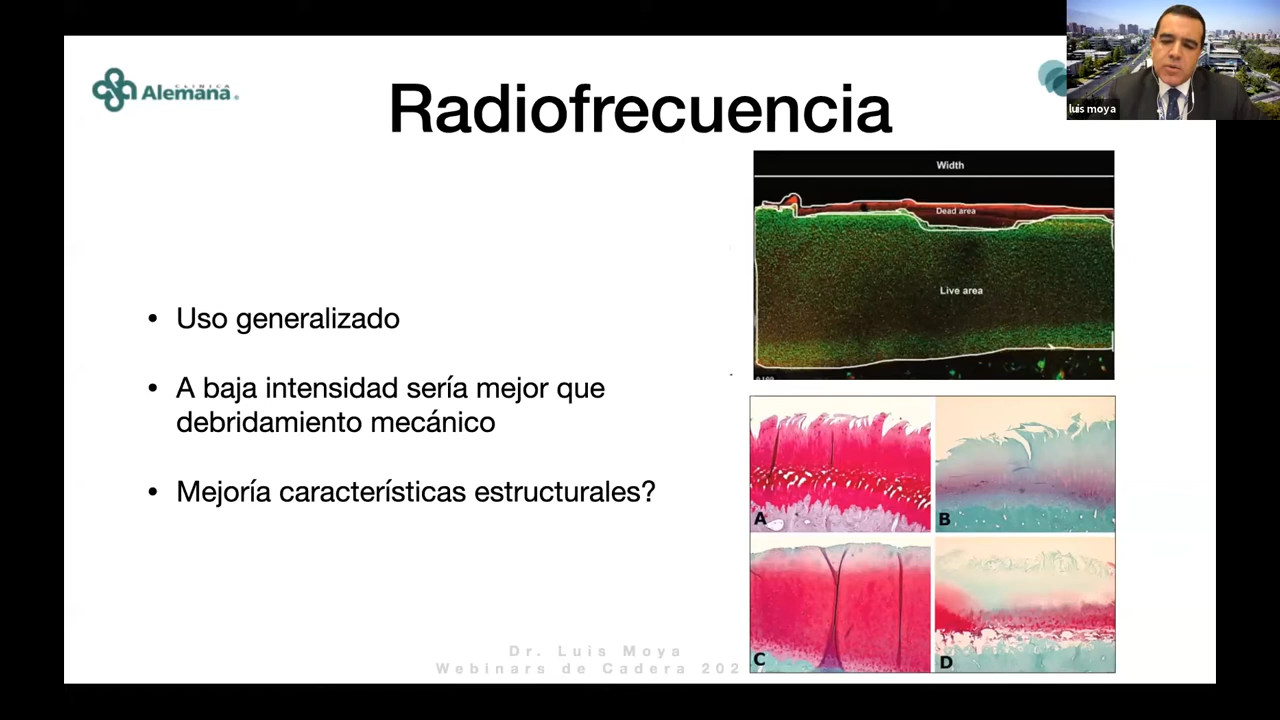 CLINICA
Alemana
Radiofrecuencia
luis moya
Width
Dead area
Live area
• Uso generalizado
• A baja intensidad sería mejor que
debridamiento mecánico
• Mejoría características estructurales?
A
B
C
D
Dr. Luis Moya
Webinars de Cadera 202